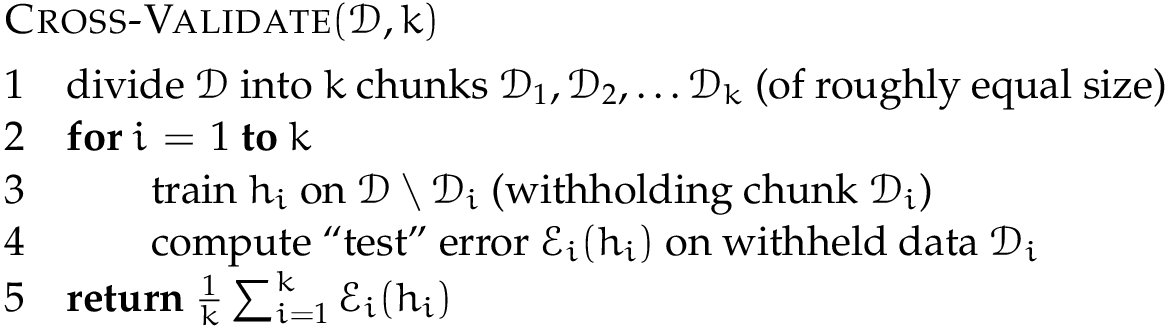 CROSS-VALIDATE(𝒟, k)
1 divide 𝒟 into k chunks 𝒟₁, 𝒟₂, … 𝒟ₖ (of roughly equal size)
2 for i = 1 to k
3 train hᵢ on 𝒟 \ 𝒟ᵢ (withholding chunk 𝒟ᵢ)
4 compute “test” error ℰᵢ(hᵢ) on withheld data 𝒟ᵢ
5 return 1/k ∑ᵏᵢ₌₁ ℰᵢ(hᵢ)